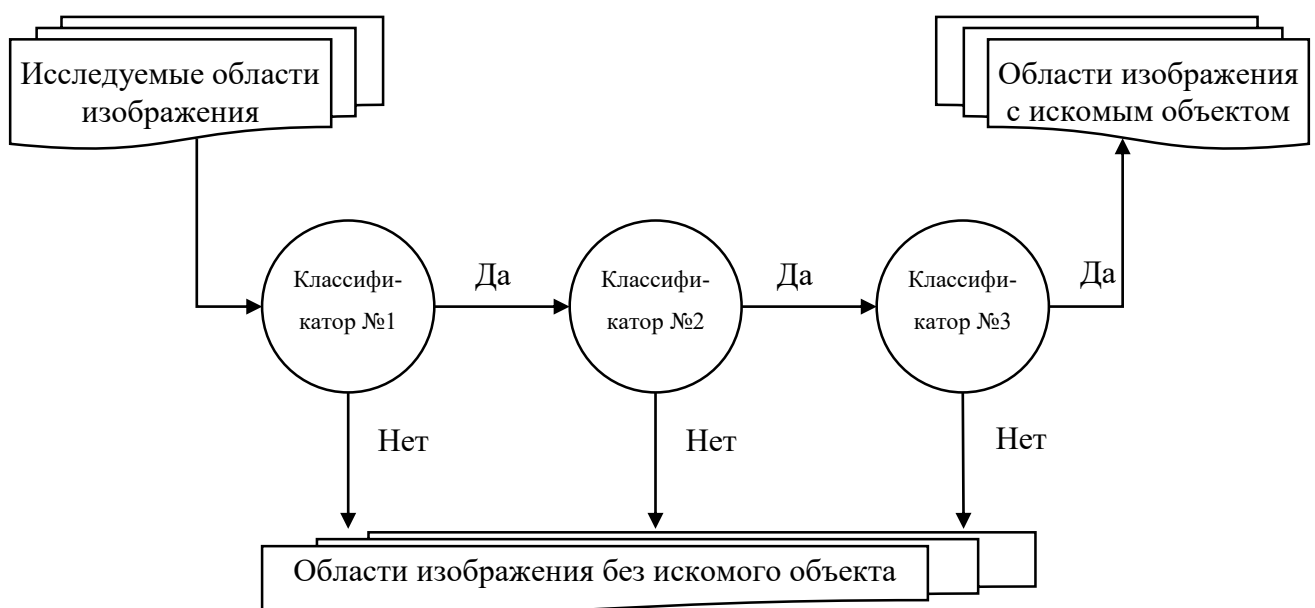 Исследуемые области
изображения
Области изображения
с искомым объектом
Классифи-
катор №1
Да
Классифи-
катор №2
Да
Классифи-
катор №3
Да
Нет
Нет
Нет
Области изображения без искомого объекта